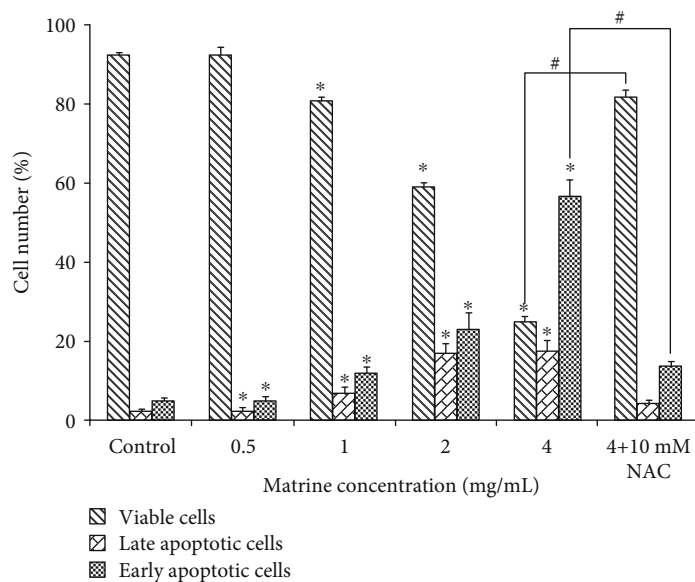 100
80
60
40
20
0
Cell number (%)
#
#
*
*
*
*
*
*
*
*
*
*
*
Control
0.5
1
2
4
4+10 mM
NAC
Matrine concentration (mg/mL)
Viable cells
Late apoptotic cells
Early apoptotic cells